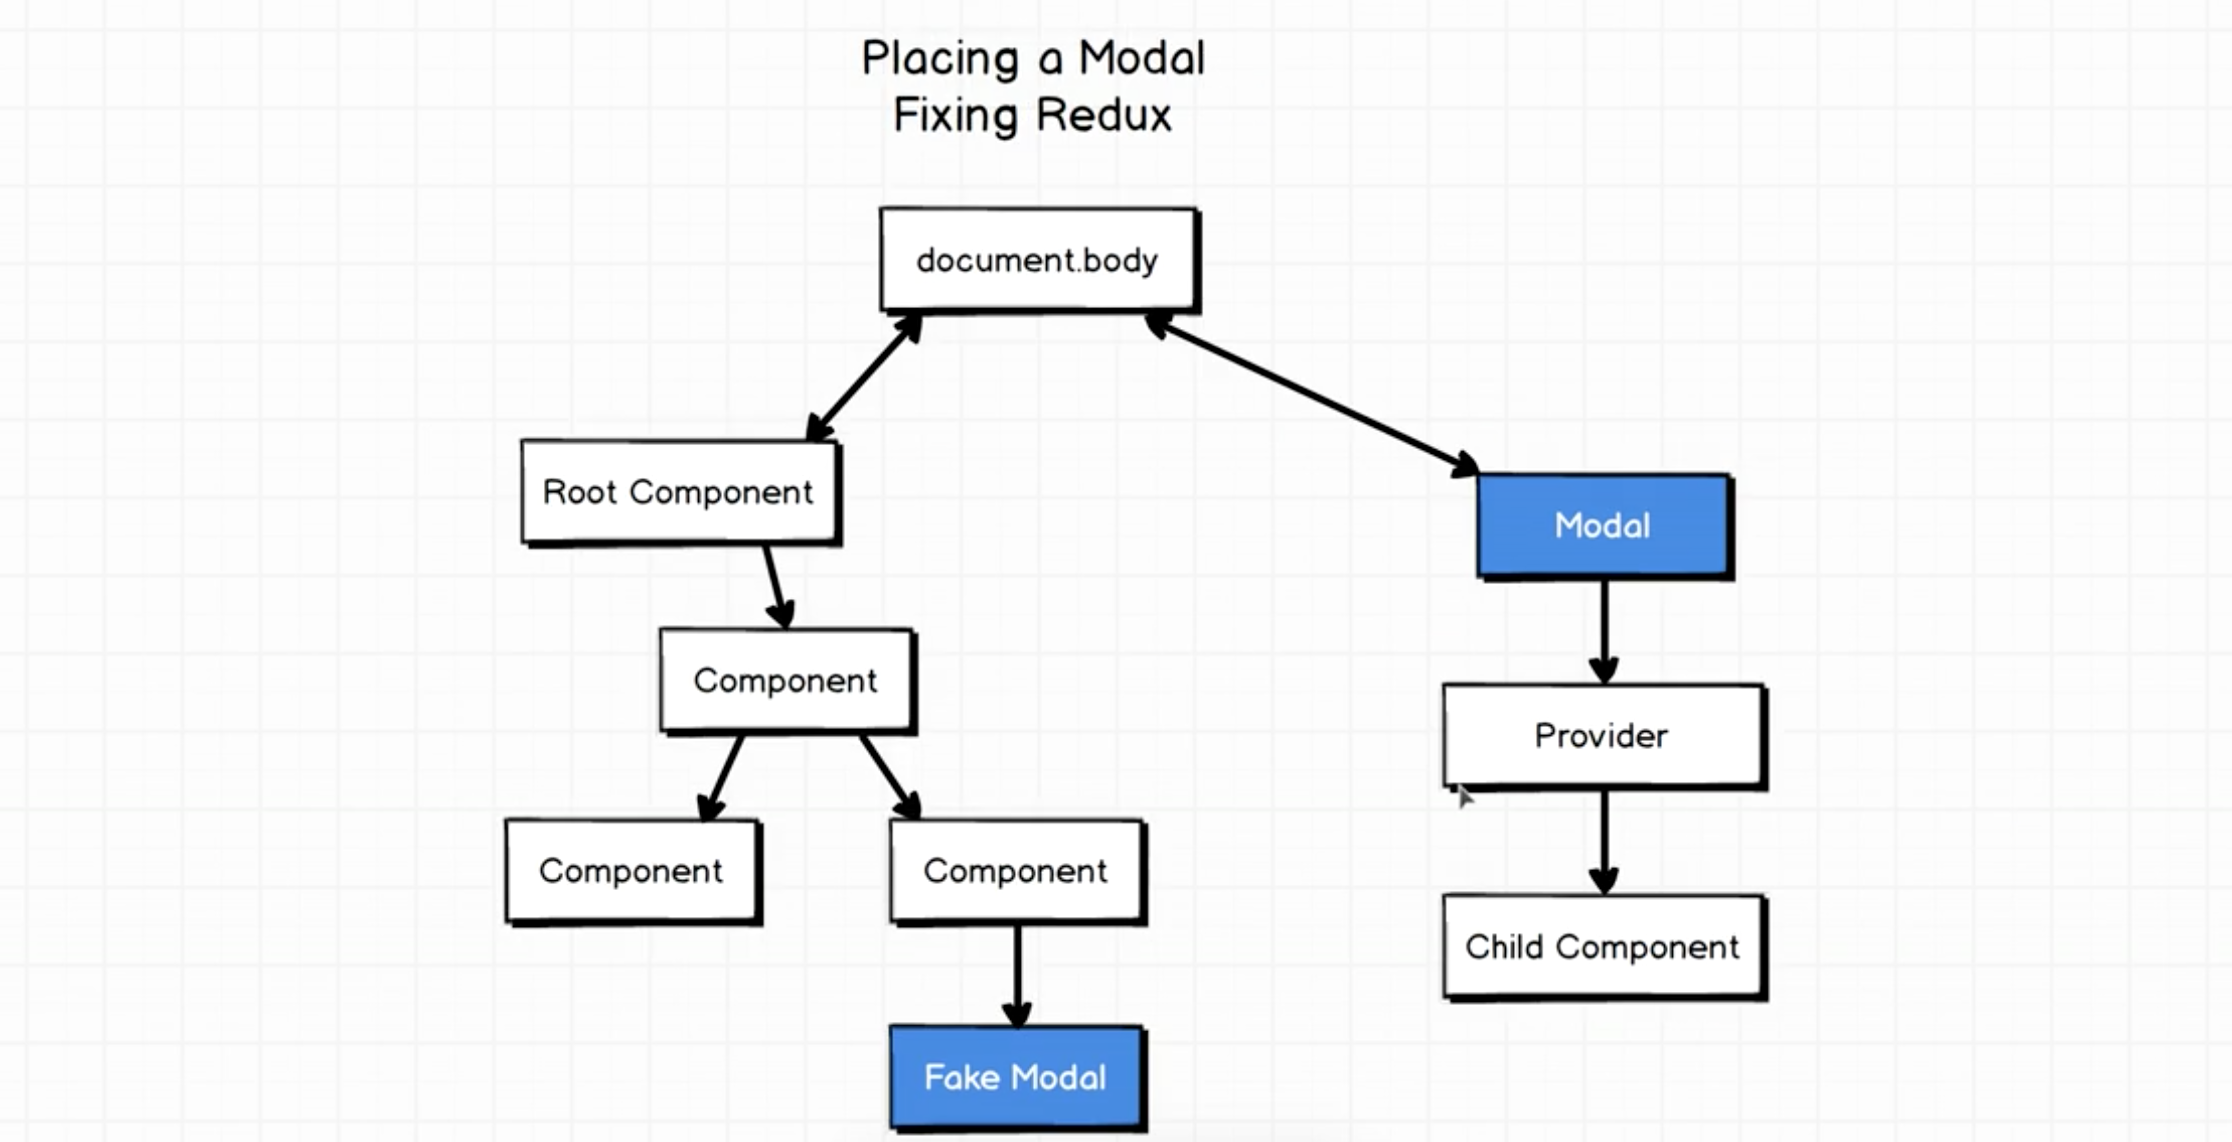 Placing a Modal
Fixing Redux
document.body
Root Component
Modal
Component
Provider
Component
Component
Child Component
Fake Modal